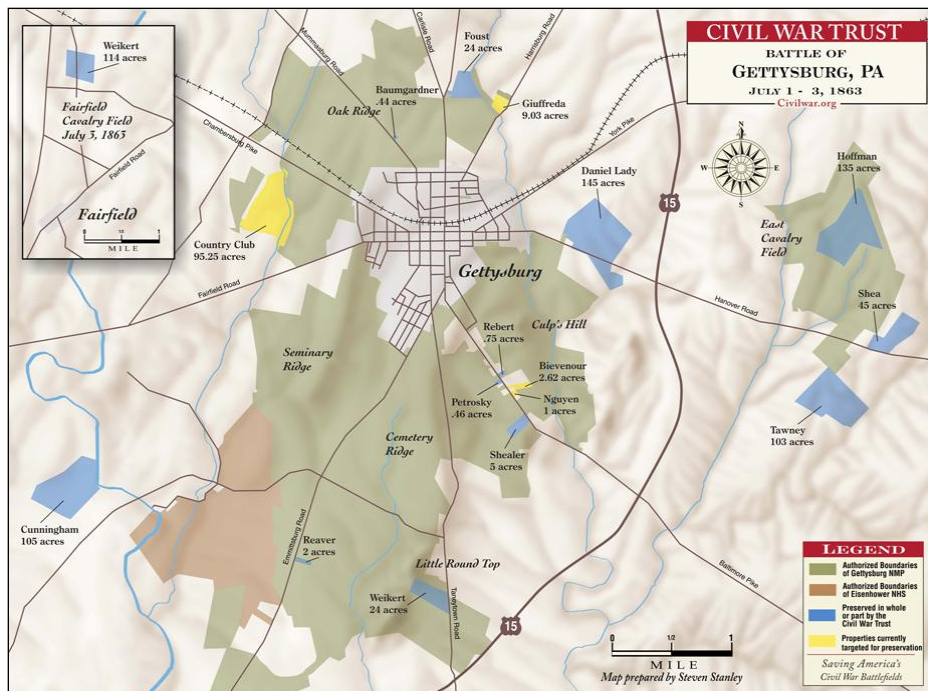 CIVIL WAR TRUST
BATTLE OF
GETTYSBURG, PA
JULY 1 - 3, 1863
Civilwar.org
Weikert
114 acres
Fairfield
Cavalry Field
July 3, 1863
Fairfield Road
Fairfield
0
1/2
1
MILE
Mummasburg Road
Carlisle Road
Harrisburg Road
Foust
24 acres
Baumgardner
.44 acres
Oak Ridge
Giuffreda
9.03 acres
Chambersburg Pike
York Pike
Daniel Lady
145 acres
15
N
W
E
S
Hoffman
135 acres
East
Cavalry
Field
Country Club
95.25 acres
Gettysburg
Fairfield Road
Hanover Road
Shea
45 acres
Rebert
.75 acres
Culp's Hill
Seminary
Ridge
Bievenour
2.62 acres
Petrosky
.46 acres
Nguyen
1 acres
Tawney
103 acres
Cemetery
Ridge
Shealer
5 acres
Cunningham
105 acres
Emmittsburg Road
Reaver
2 acres
Little Round Top
Weikert
24 acres
Taneytown Road
Baltimore Pike
15
0
1/2
1
MILE
Map prepared by Steven Stanley
LEGEND
Authorized Boundaries
of Gettysburg NMP
Authorized Boundaries
of Eisenhower NHS
Preserved in whole
or part by the
Civil War Trust
Properties currently
targeted for preservation
Saving America's
Civil War Battlefields